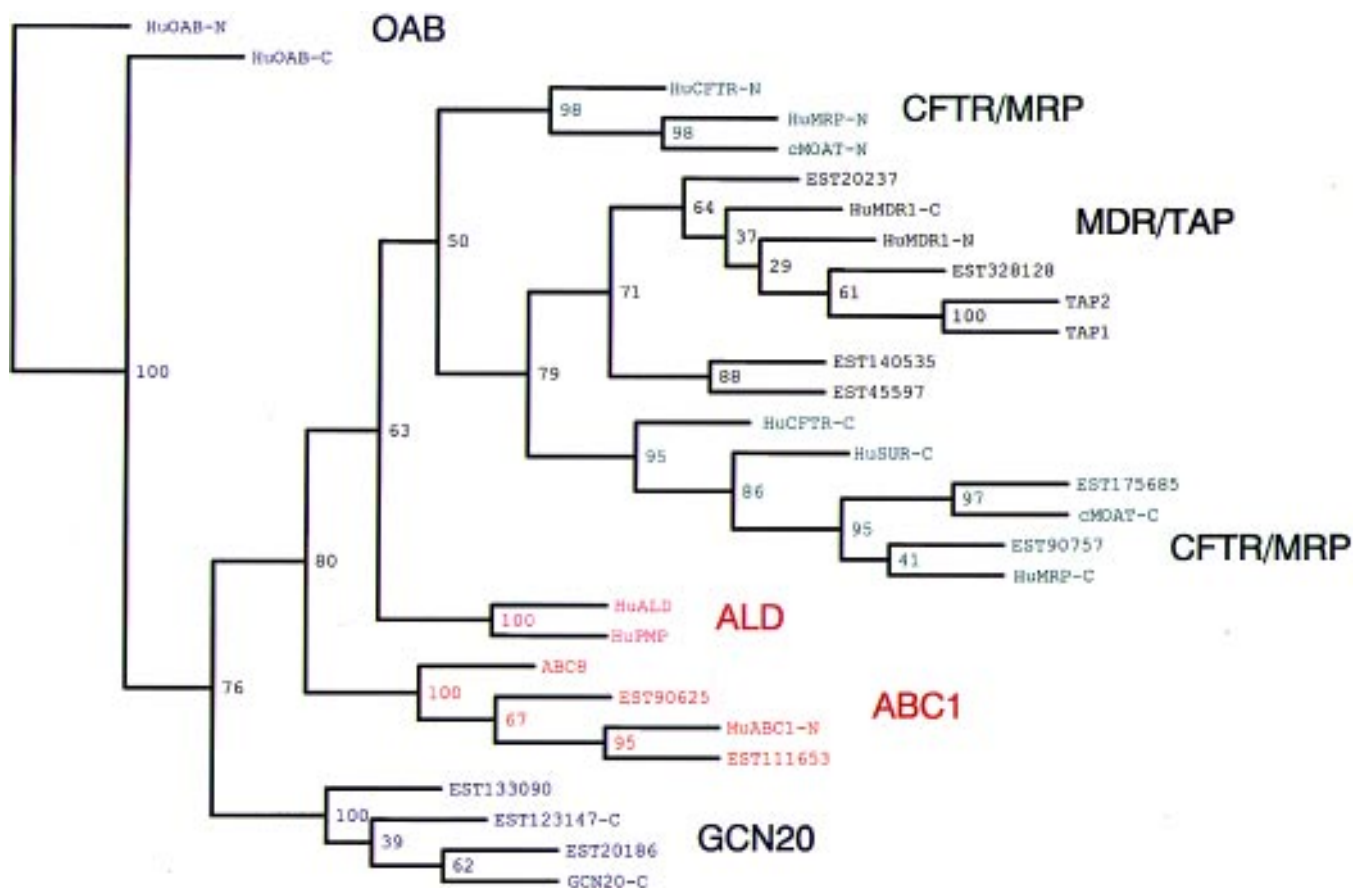 HuOAB-N
OAB
HuOAB-C
HuCFTR-N
98
CFTR/MRP
HuMRP-N
98
cMOAT-N
EST20237
64
HuMDR1-C
MDR/TAP
37
HuMDR1-N
50
29
EST328128
71
61
TAP2
100
TAP1
EST140535
100
79
88
EST45597
HuCFTR-C
63
95
HuSUR-C
86
EST175685
97
cMOAT-C
95
EST90757
CFTR/MRP
80
41
HuMRP-C
HuALD
100
ALD
HuPMP
ABC8
76
100
EST90625
ABC1
67
HuABC1-N
95
EST111653
EST133090
100
EST123147-C
39
GCN20
EST20186
62
GCN20-C